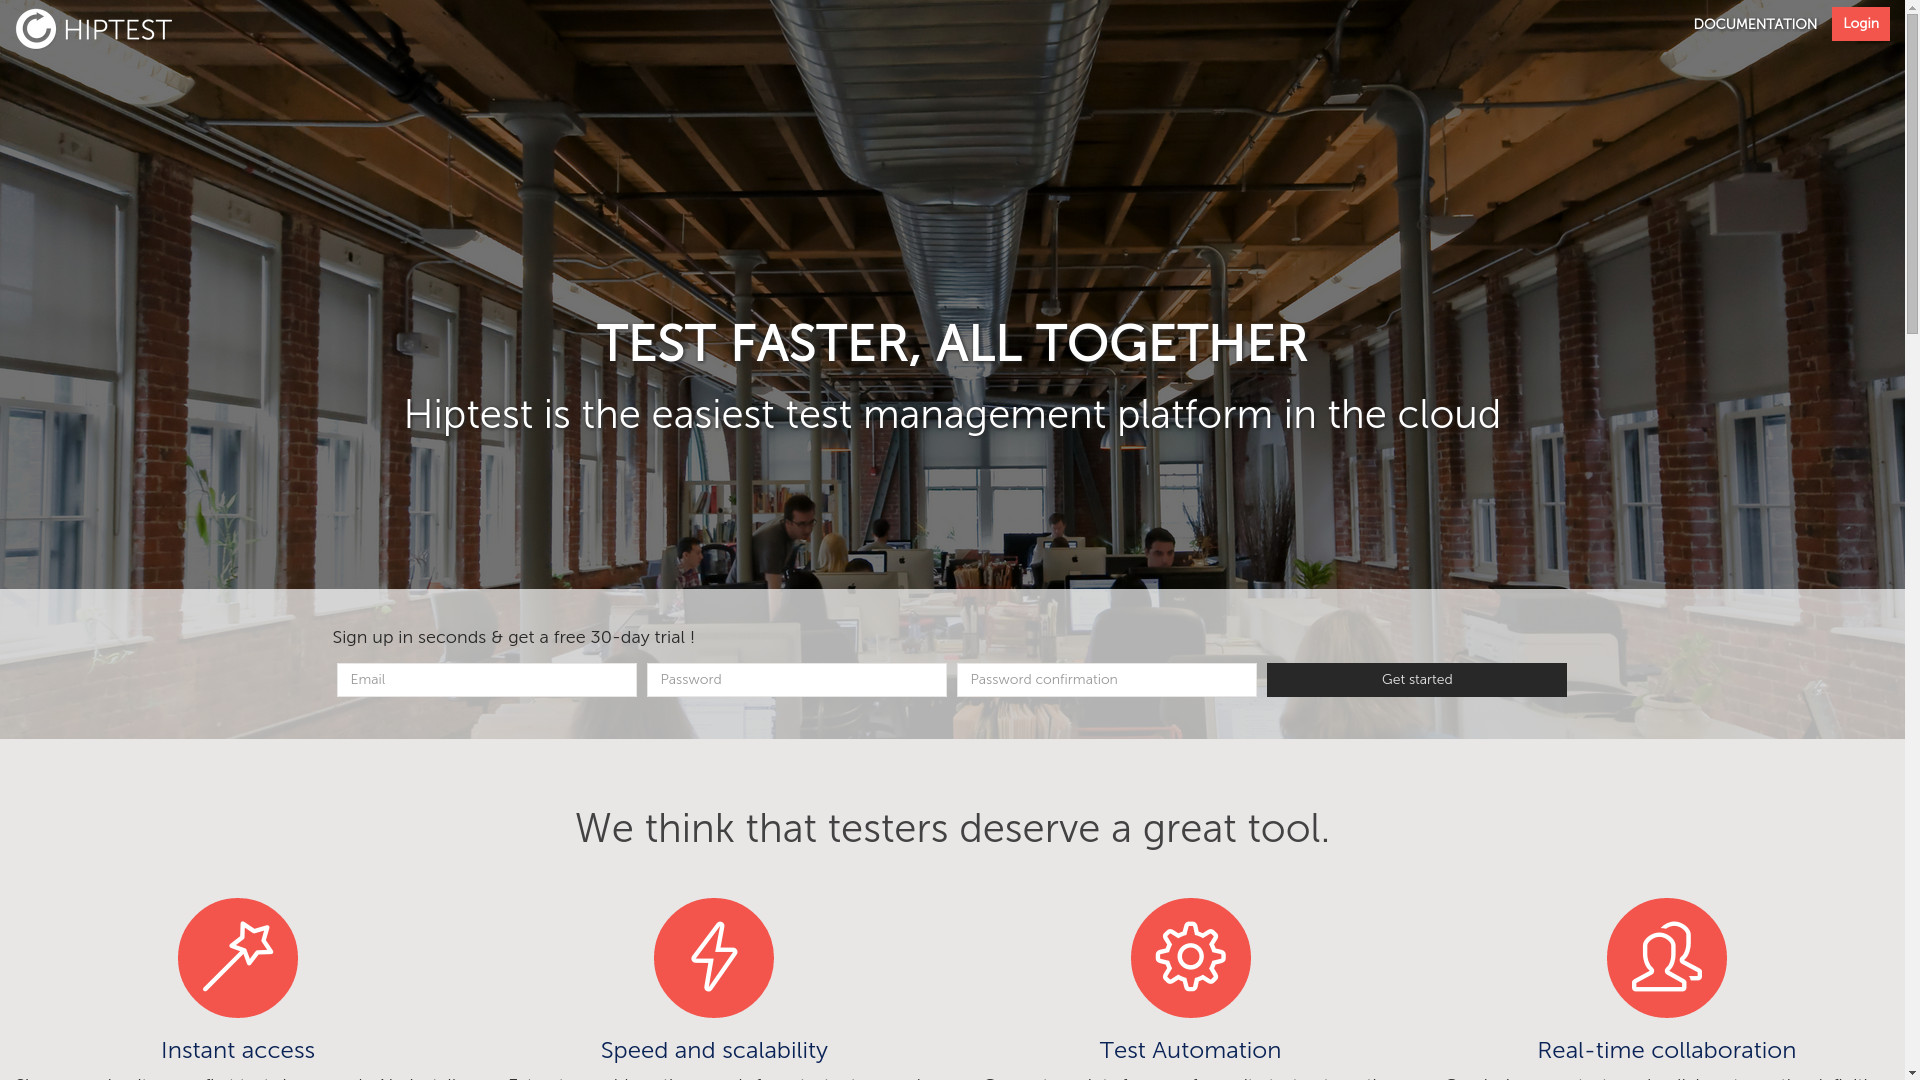 HIPTEST
DOCUMENTATION
Login
TEST FASTER, ALL TOGETHER
Hiptest is the easiest test management platform in the cloud
Sign up in seconds & get a free 30-day trial !
Email
Password
Password confirmation
Get started
We think that testers deserve a great tool.
Instant access
Speed and scalability
Test Automation
Real-time collaboration